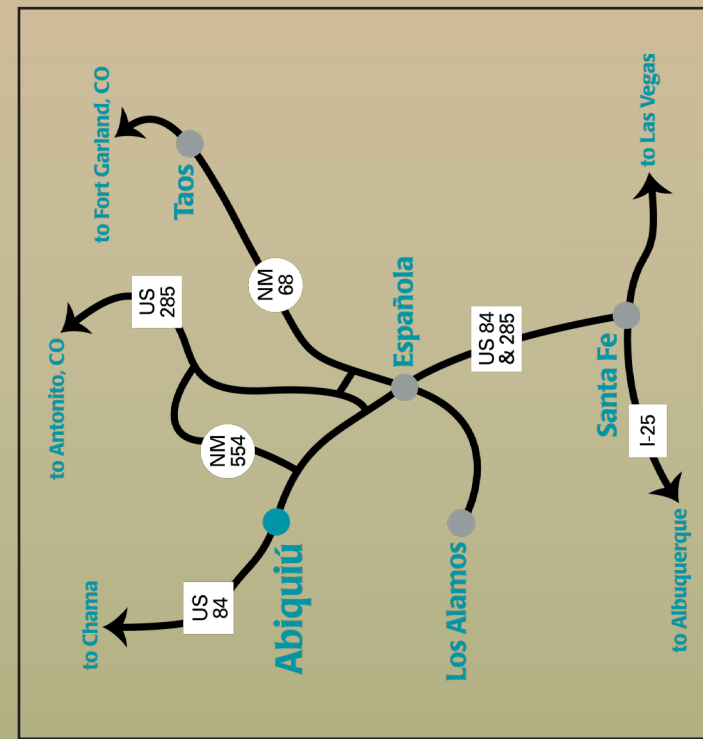 to Chama
to Antonito, CO
to Fort Garland, CO
US
84
NM
554
US
285
Taos
NM
68
Abiquiú
Española
Los Alamos
US 84
& 285
Santa Fe
to Las Vegas
I-25
to Albuquerque